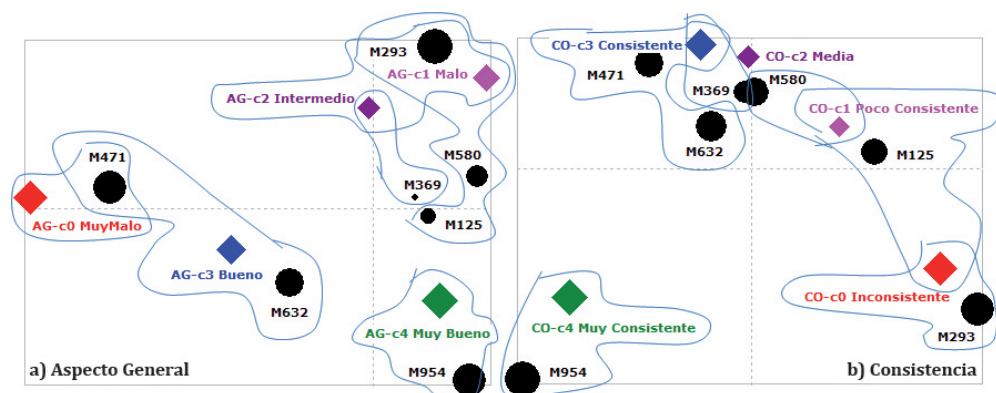 M293
AG-c1 Malo
AG-c2 Intermedio
M471
M580
M369
M125
AG-c0 MuyMalo
AG-c3 Bueno
M632
AG-c4 Muy Bueno
M954
a) Aspecto General
CO-c3 Consistente
CO-c2 Media
M471
M580
M369
CO-c1 Poco Consistente
M632
M125
CO-c0 Inconsistente
CO-c4 Muy Consistente
M293
M954
b) Consistencia